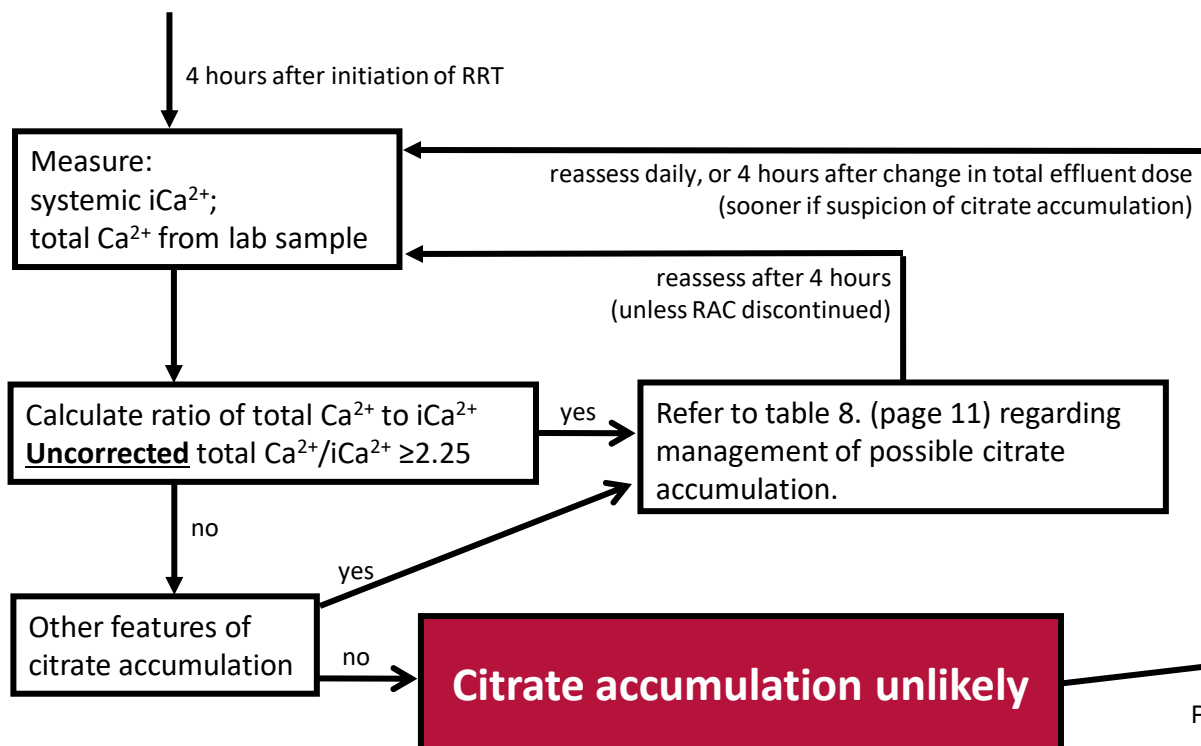 4 hours after initiation of RRT
Measure:
systemic iCa²⁺;
total Ca²⁺ from lab sample
reassess daily, or 4 hours after change in total effluent dose
(sooner if suspicion of citrate accumulation)
reassess after 4 hours
(unless RAC discontinued)
Calculate ratio of total Ca²⁺ to iCa²⁺
Uncorrected total Ca²⁺/iCa²⁺ ≥2.25
yes
Refer to table 8. (page 11) regarding
management of possible citrate
accumulation.
no
yes
Other features of
citrate accumulation
no
Citrate accumulation unlikely